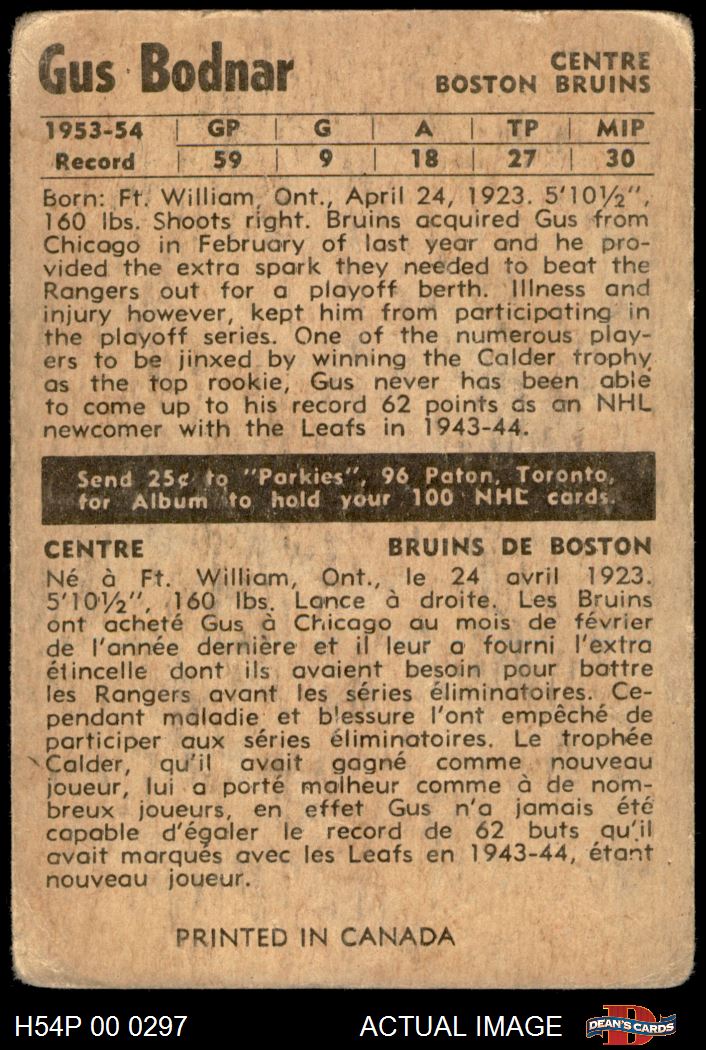 Gus Bodnar
CENTRE
BOSTON BRUINS
1953-54 | GP | G | A | TP | MIP
Record | 59 | 9 | 18 | 27 | 30
Born: Ft. William, Ont., April 24, 1923. 5'10½",
160 lbs. Shoots right. Bruins acquired Gus from
Chicago in February of last year and he pro-
vided the extra spark they needed to beat the
Rangers out for a playoff berth. Illness and
injury however, kept him from participating in
the playoff series. One of the numerous play-
ers to be jinxed by winning the Calder trophy
as the top rookie, Gus never has been able
to come up to his record 62 points as an NHL
newcomer with the Leafs in 1943-44.
Send 25¢ to "Parkies", 96 Paton, Toronto,
for Album to hold your 100 NHL cards.
CENTRE BRUINS DE BOSTON
Né à Ft. William, Ont., le 24 avril 1923.
5'10½", 160 lbs. Lance à droite. Les Bruins
ont acheté Gus à Chicago au mois de février
de l'année dernière et il leur a fourni l'extra
étincelle dont ils avaient besoin pour battre
les Rangers avant les séries éliminatoires. Ce-
pendant maladie et blessure l'ont empêché de
participer aux séries éliminatoires. Le trophée
Calder, qu'il avait gagné comme nouveau
joueur, lui a porté malheur comme à de nom-
breux joueurs, en effet Gus n'a jamais été
capable d'égaler le record de 62 buts qu'il
avait marqués avec les Leafs en 1943-44, étant
nouveau joueur.
PRINTED IN CANADA
H54P 00 0297
ACTUAL IMAGE
D
DEAN'S CARDS